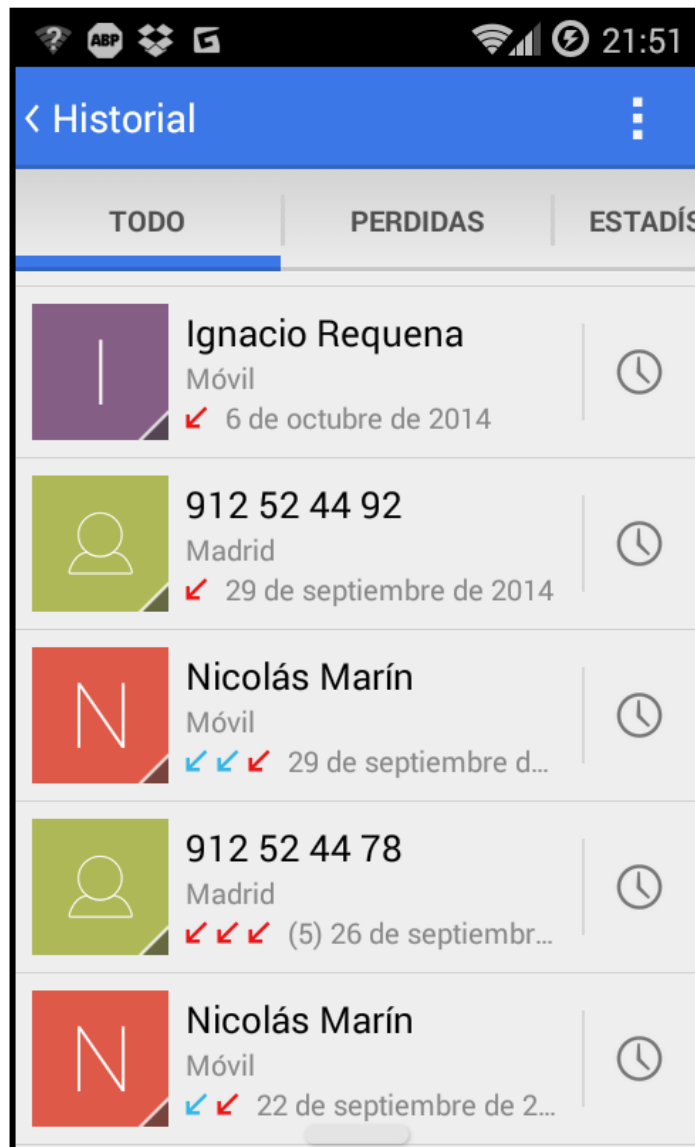 ABP 21:51
Historial
TODO PERDIDAS ESTADÍS
I
Ignacio Requena
Móvil
6 de octubre de 2014
912 52 44 92
Madrid
29 de septiembre de 2014
N
Nicolás Marín
Móvil
29 de septiembre d...
912 52 44 78
Madrid
(5) 26 de septiembr...
N
Nicolás Marín
Móvil
22 de septiembre de 2...